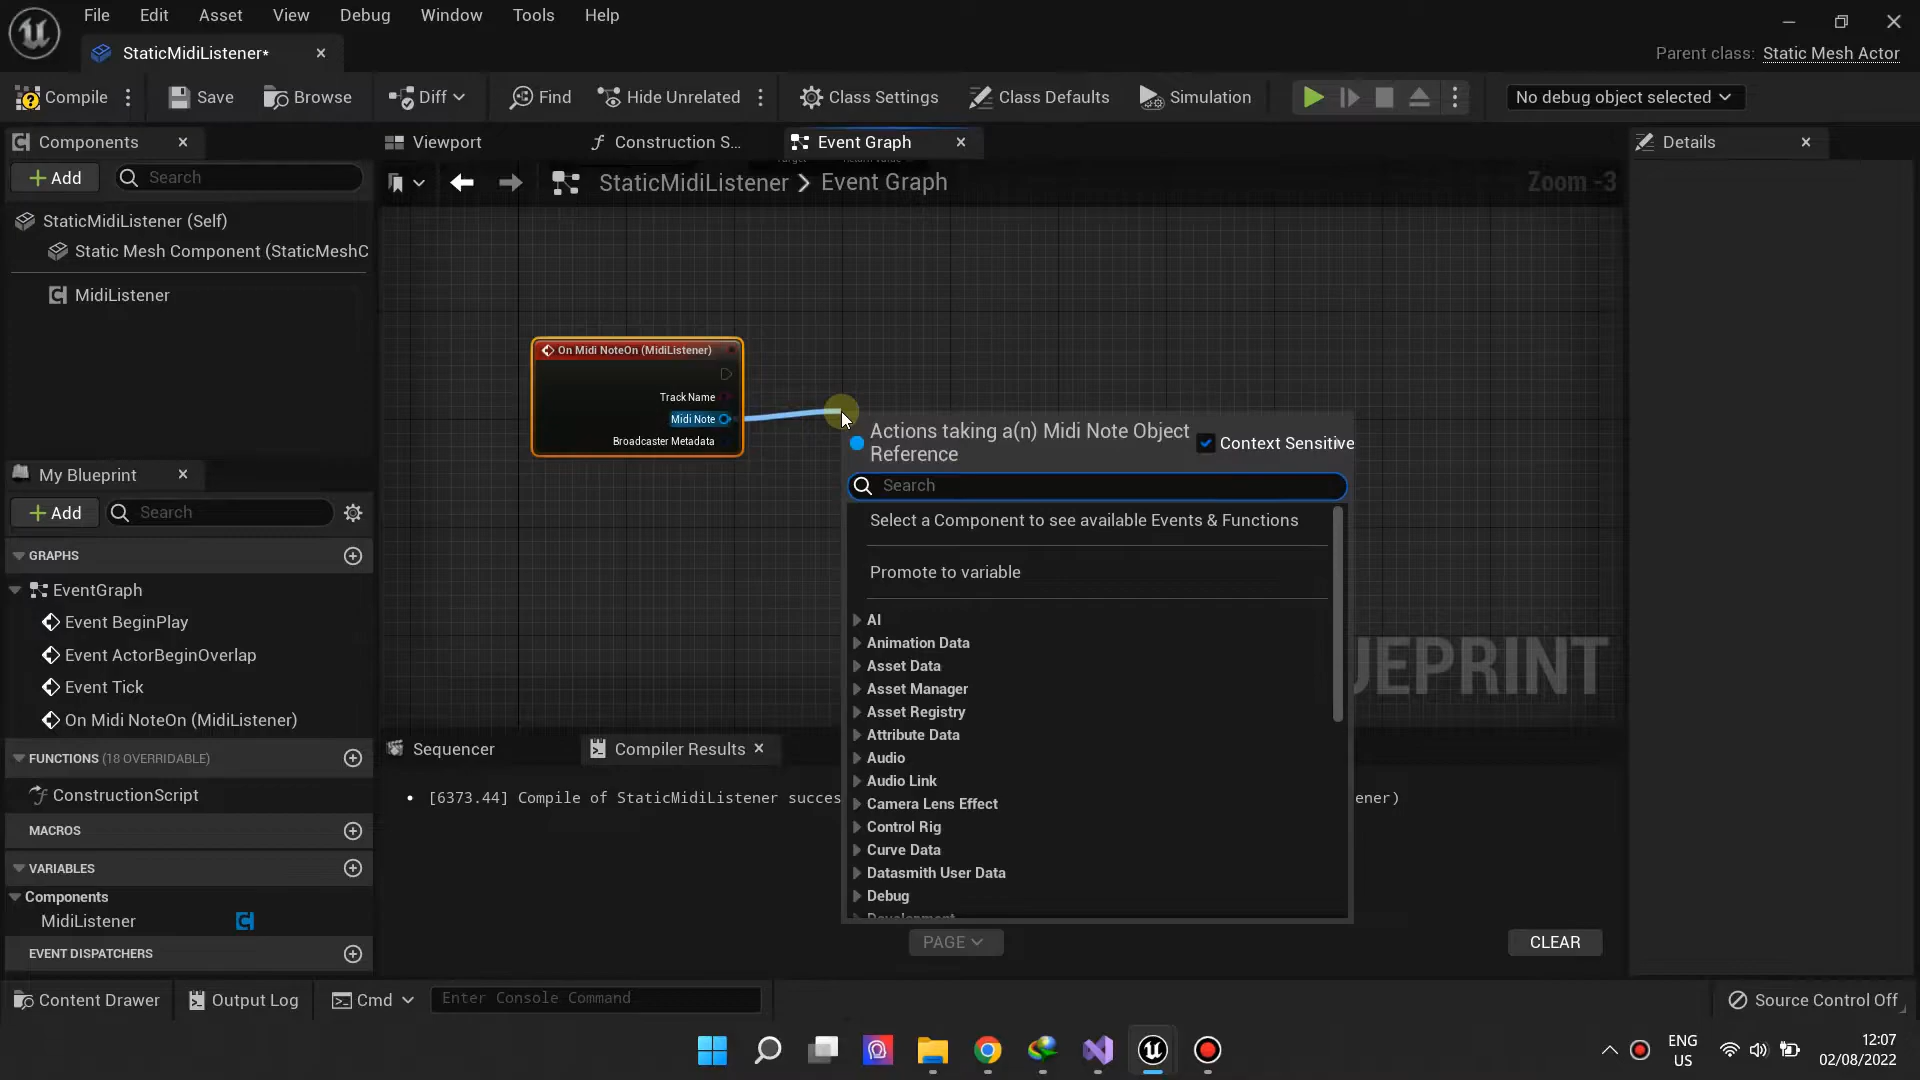 File Edit Asset View Debug Window Tools Help
StaticMidiListener*
Parent class: Static Mesh Actor
Compile Save Browse Diff Find Hide Unrelated Class Settings Class Defaults Simulation No debug object selected
Components Viewport Construction S... Event Graph Details
Add Search
StaticMidiListener > Event Graph Zoom -3
StaticMidiListener (Self)
Static Mesh Component (StaticMeshC
MidiListener
On Midi NoteOn (MidiListener)
Track Name
Midi Note
Broadcaster Metadata
Actions taking a(n) Midi Note Object
Reference
Context Sensitive
Search
Select a Component to see available Events & Functions
Promote to variable
AI
Animation Data
Asset Data
Asset Manager
Asset Registry
Attribute Data
Audio
Audio Link
Camera Lens Effect
Control Rig
Curve Data
Datasmith User Data
Debug
Development
UEPRINT
My Blueprint
Add Search
GRAPHS
EventGraph
Event BeginPlay
Event ActorBeginOverlap
Event Tick
On Midi NoteOn (MidiListener)
FUNCTIONS (18 OVERRIDABLE)
ConstructionScript
MACROS
VARIABLES
Components
MidiListener
EVENT DISPATCHERS
Sequencer Compiler Results
[6373.44] Compile of StaticMidiListener succes ener)
PAGE CLEAR
Content Drawer Output Log Cmd Enter Console Command Source Control Off
ENG
US
12:07
02/08/2022